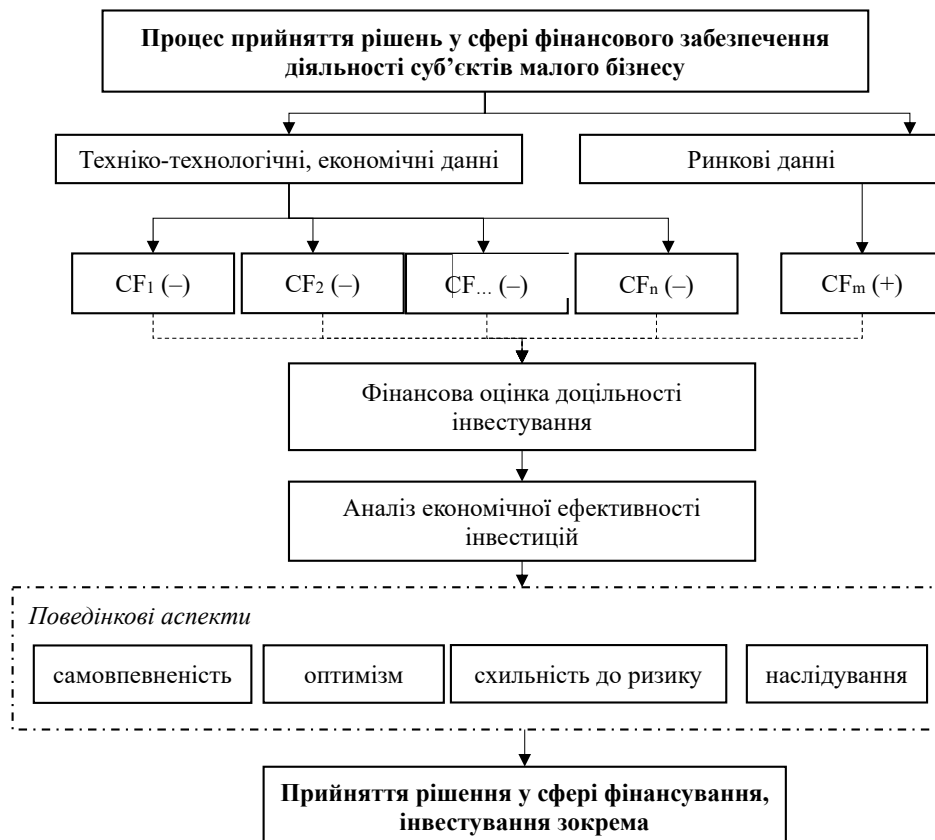 Процес прийняття рішень у сфері фінансового забезпечення
діяльності суб’єктів малого бізнесу
Техніко-технологічні, економічні данні
Ринкові данні
CF₁ (–)
CF₂ (–)
CF... (–)
CFₙ (–)
CFₘ (+)
Фінансова оцінка доцільності
інвестування
Аналіз економічної ефективності
інвестицій
Поведінкові аспекти
самовпевненість
оптимізм
схильність до ризику
наслідування
Прийняття рішення у сфері фінансування,
інвестування зокрема